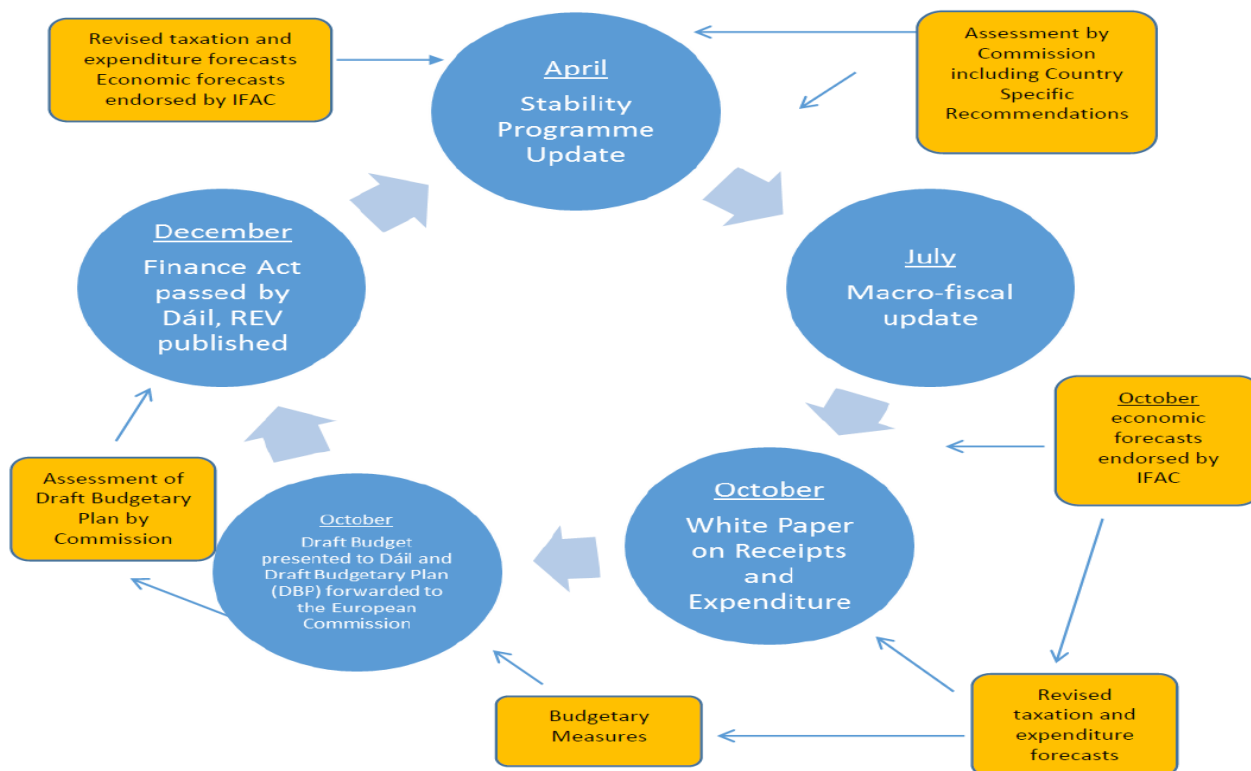 Revised taxation and
expenditure forecasts
Economic forecasts
endorsed by IFAC
April
Stability
Programme
Update
Assessment by
Commission
including Country
Specific
Recommendations
December
Finance Act
passed by
Dáil, REV
published
July
Macro-fiscal
update
October
economic
forecasts
endorsed by
IFAC
Assessment of
Draft Budgetary
Plan by
Commission
October
Draft Budget
presented to Dáil and
Draft Budgetary Plan
(DBP) forwarded to
the European
Commission
October
White Paper
on Receipts
and
Expenditure
Budgetary
Measures
Revised
taxation and
expenditure
forecasts